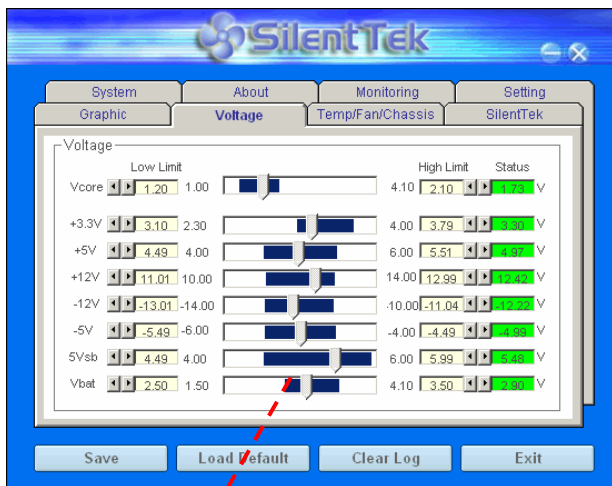 SilentTek
System About Monitoring Setting
Graphic Voltage Temp/Fan/Chassis SilentTek
Voltage
Low Limit High Limit Status
Vcore 1.20 1.00 4.10 2.10 1.73 V
+3.3V 3.10 2.30 4.00 3.79 3.30 V
+5V 4.49 4.00 6.00 5.51 4.97 V
+12V 11.01 10.00 14.00 12.99 12.42 V
-12V -13.01 -14.00 -10.00 -11.04 -12.22 V
-5V -5.49 -6.00 -4.00 -4.49 -4.99 V
5Vsb 4.49 4.00 6.00 5.99 5.48 V
Vbat 2.50 1.50 4.10 3.50 2.90 V
Save Load Default Clear Log Exit